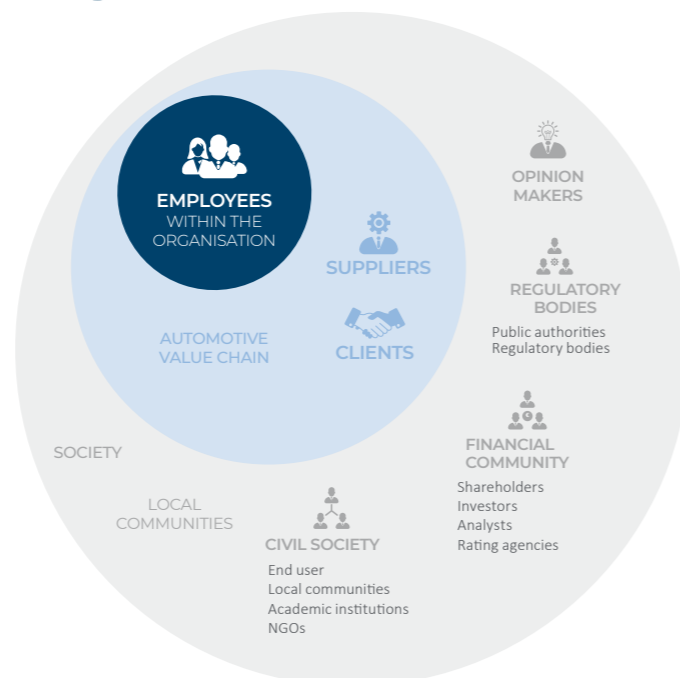 EMPLOYEES
WITHIN THE
ORGANISATION
SUPPLIERS
CLIENTS
AUTOMOTIVE
VALUE CHAIN
OPINION
MAKERS
REGULATORY
BODIES
Public authorities
Regulatory bodies
FINANCIAL
COMMUNITY
Shareholders
Investors
Analysts
Rating agencies
SOCIETY
LOCAL
COMMUNITIES
CIVIL SOCIETY
End user
Local communities
Academic institutions
NGOs